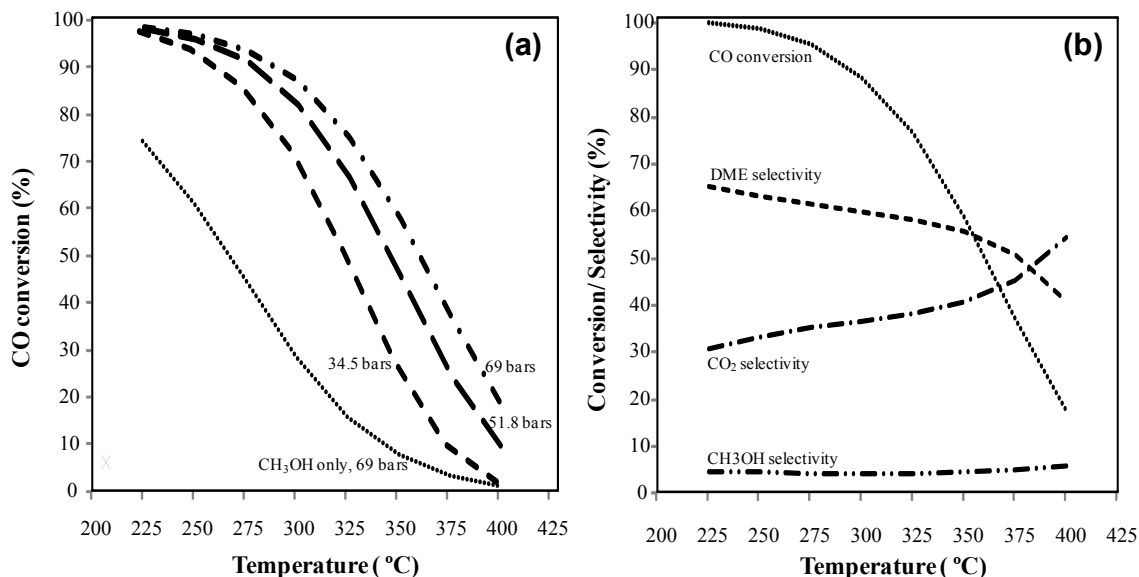 (a)
CO conversion (%)
100
90
80
70
60
50
40
30
20
10
0
34.5 bars
69 bars
51.8 bars
CH₃OH only, 69 bars
X
200 225 250 275 300 325 350 375 400 425
Temperature ( ºC)
(b)
Conversion/ Selectivity (%)
100
90
80
70
60
50
40
30
20
10
0
CO conversion
DME selectivity
CO₂ selectivity
CH3OH selectivity
200 225 250 275 300 325 350 375 400 425
Temperature ( ºC)